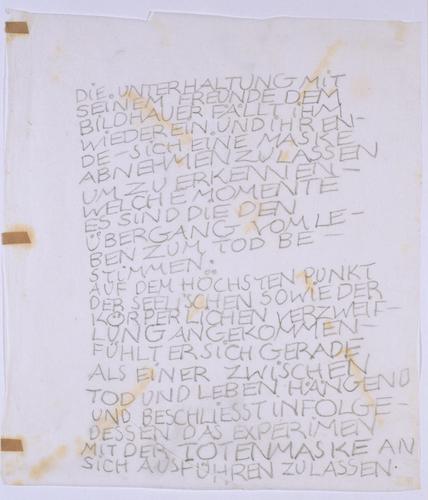 DIE UNTERHALTUNG MIT
SEINEM FREUNDE DEM
BILDHAUER FÄLLT IHM
WIEDER EIN. UND IHR EN-
DE – SICH EINE MASKE
ABNEHMEN ZU LASSEN
UM ZU ERKENNEN –
WELCHE MOMENTE
ES SIND DIE DEN
ÜBERGANG VOM LE-
BEN ZUM TOD BE-
STIMMEN.
AUF DEM HÖCHSTEN PUNKT
DER SEELISCHEN SOWIE DER
KÖRPERLICHEN VERZWEIF-
LUNG ANGEKOMMEN-
FÜHLT ER SICH GERADE
ALS EINER ZWISCHEN
TOD UND LEBEN HÄNGEND
UND BESCHLIESST INFOLGE-
DESSEN DAS EXPERIMEN
MIT DER TOTENMASKE AN
SICH AUSFÜHREN ZU LASSEN.